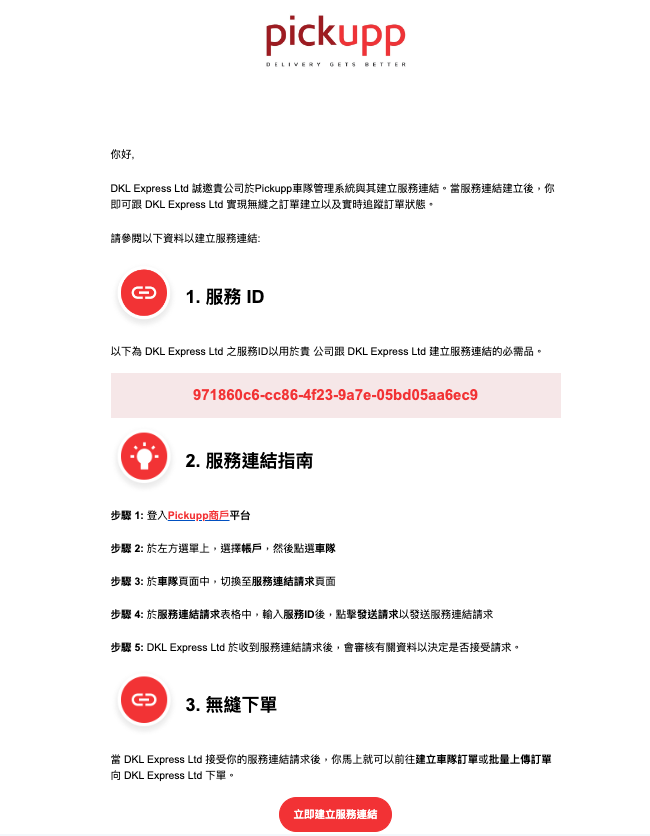 pickupp
DELIVERY GETS BETTER
你好,
DKL Express Ltd 誠邀貴公司於Pickupp車隊管理系統與其建立服務連結。當服務連結建立後，你
即可跟 DKL Express Ltd 實現無縫之訂單建立以及實時追蹤訂單狀態。
請參閱以下資料以建立服務連結:
1. 服務 ID
以下為 DKL Express Ltd 之服務ID以用於貴 公司跟 DKL Express Ltd 建立服務連結的必需品。
971860c6-cc86-4f23-9a7e-05bd05aa6ec9
2. 服務連結指南
步驟 1: 登入Pickupp商戶平台
步驟 2: 於左方選單上，選擇帳戶，然後點選車隊
步驟 3: 於車隊頁面中，切換至服務連結請求頁面
步驟 4: 於服務連結請求表格中，輸入服務ID後，點擊發送請求以發送服務連結請求
步驟 5: DKL Express Ltd 於收到服務連結請求後，會審核有關資料以決定是否接受請求。
3. 無縫下單
當 DKL Express Ltd 接受你的服務連結請求後，你馬上就可以前往建立車隊訂單或批量上傳訂單
向 DKL Express Ltd 下單。
立即建立服務連結